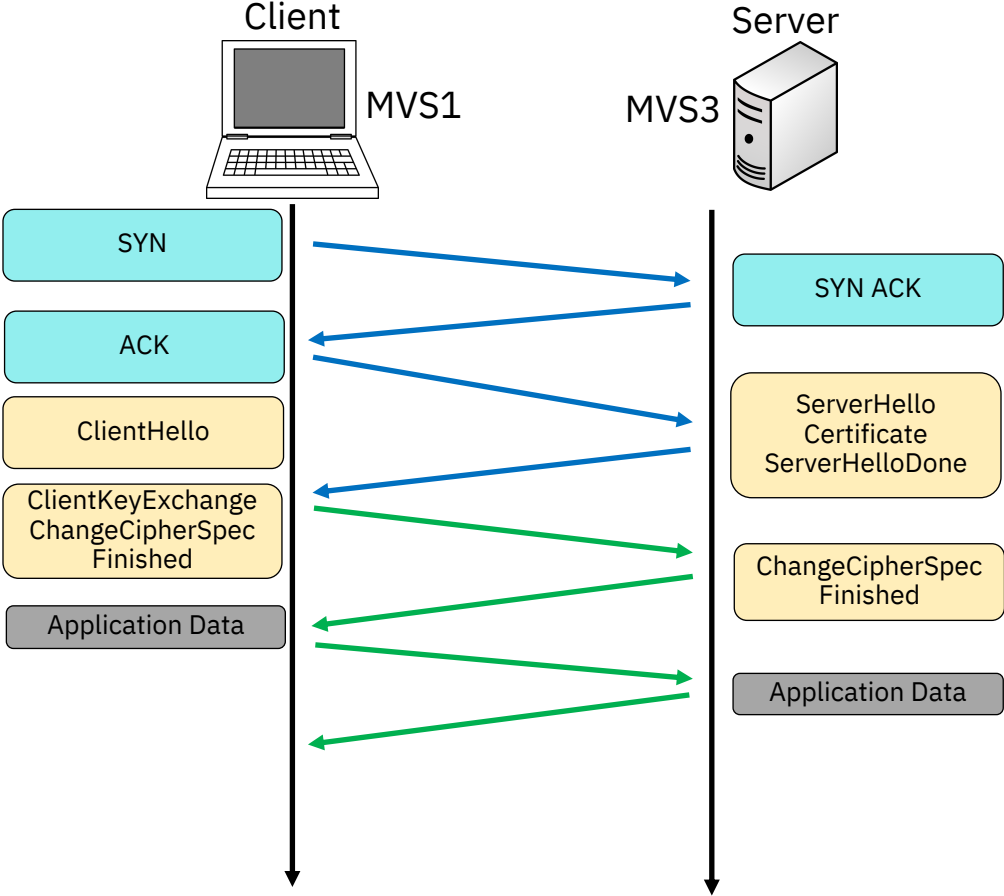 Client
Server
MVS1
MVS3
SYN
SYN ACK
ACK
ClientHello
ServerHello
Certificate
ServerHelloDone
ClientKeyExchange
ChangeCipherSpec
Finished
ChangeCipherSpec
Finished
Application Data
Application Data